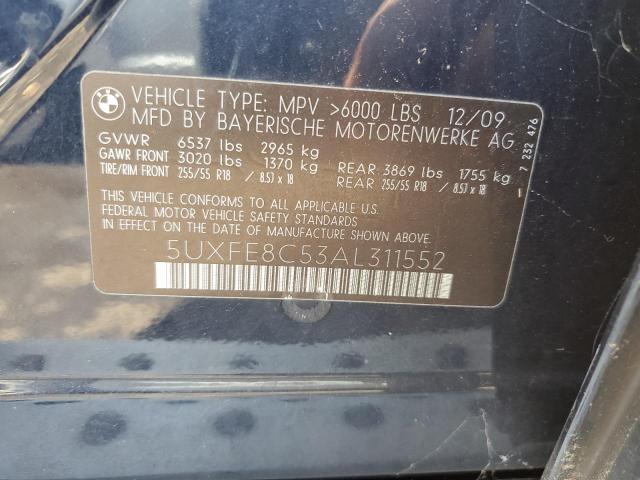 BMW
VEHICLE TYPE: MPV >6000 LBS 12/09
MFD BY BAYERISCHE MOTORENWERKE AG
GVWR 6537 lbs 2965 kg
GAWR FRONT 3020 lbs 1370 kg REAR 3869 lbs 1755 kg
TIRE/RIM FRONT 255/55 R18 / 8.5J x 18 REAR 255/55 R18 / 8.5J x 18
THIS VEHICLE CONFORMS TO ALL APPLICABLE U.S.
FEDERAL MOTOR VEHICLE SAFETY STANDARDS
IN EFFECT ON THE DATE OF MANUFACTURE SHOWN ABOVE.
5UXFE8C53AL311552
7 232 476